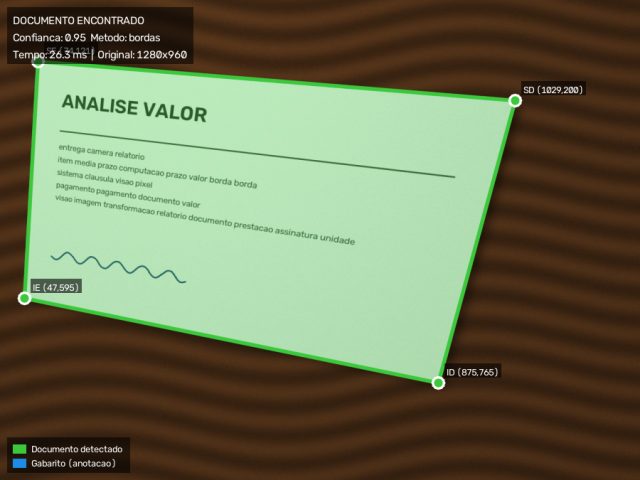 DOCUMENTO ENCONTRADO
Confianca: 0.95 Metodo: bordas
Tempo: 26.3 ms | Original: 1280x960
SD (1029,200)
ANALISE VALOR
entrega camera relatorio
item media prazo computacao prazo valor borda borda
sistema clausula visao pixel
pagamento pagamento documento valor
visao imagem transformacao relatorio documento prestacao assinatura unidade
IE (47,595)
ID (875,765)
Documento detectado
Gabarito (anotacao)